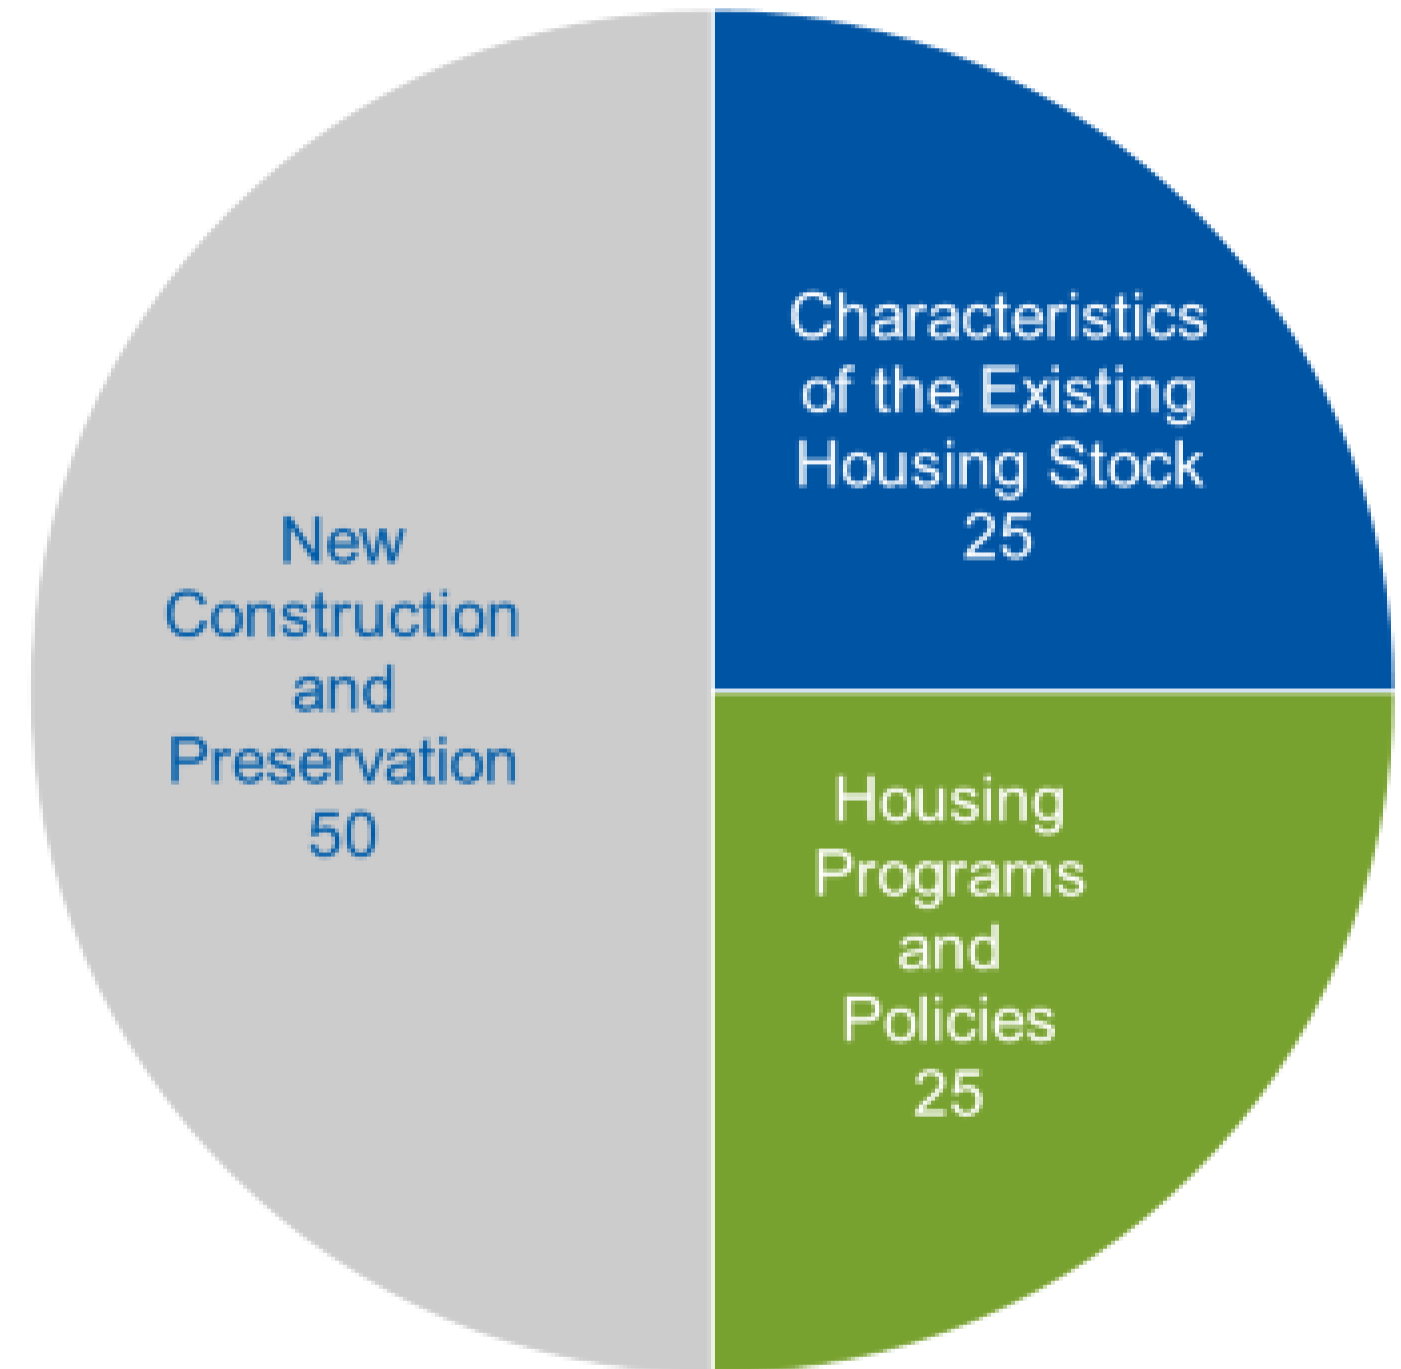 Characteristics
of the Existing
Housing Stock
25
New
Construction
and
Preservation
50
Housing
Programs
and
Policies
25